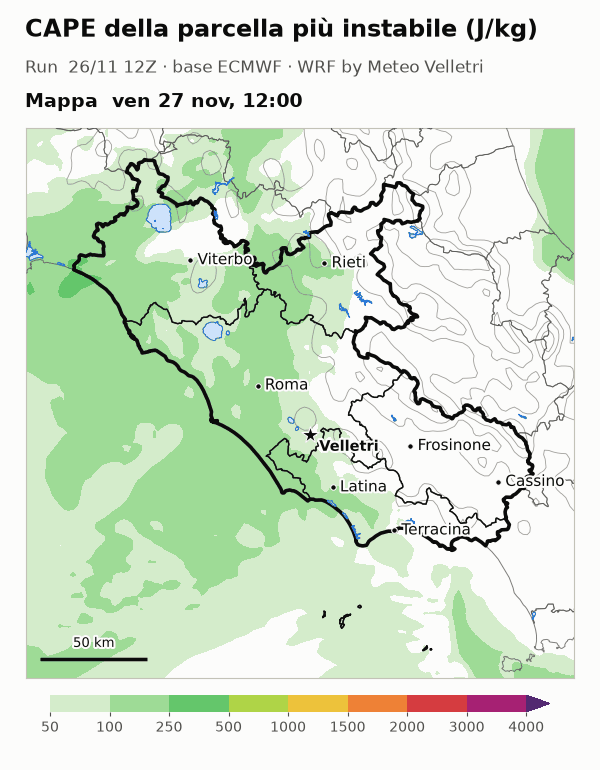 CAPE della parcella più instabile (J/kg)
Run  26/11 12Z · base ECMWF · WRF by Meteo Velletri
Mappa  ven 27 nov, 12:00
Viterbo
Rieti
Roma
Velletri
Frosinone
Cassino
Latina
Terracina
50 km
50 100 250 500 1000 1500 2000 3000 4000